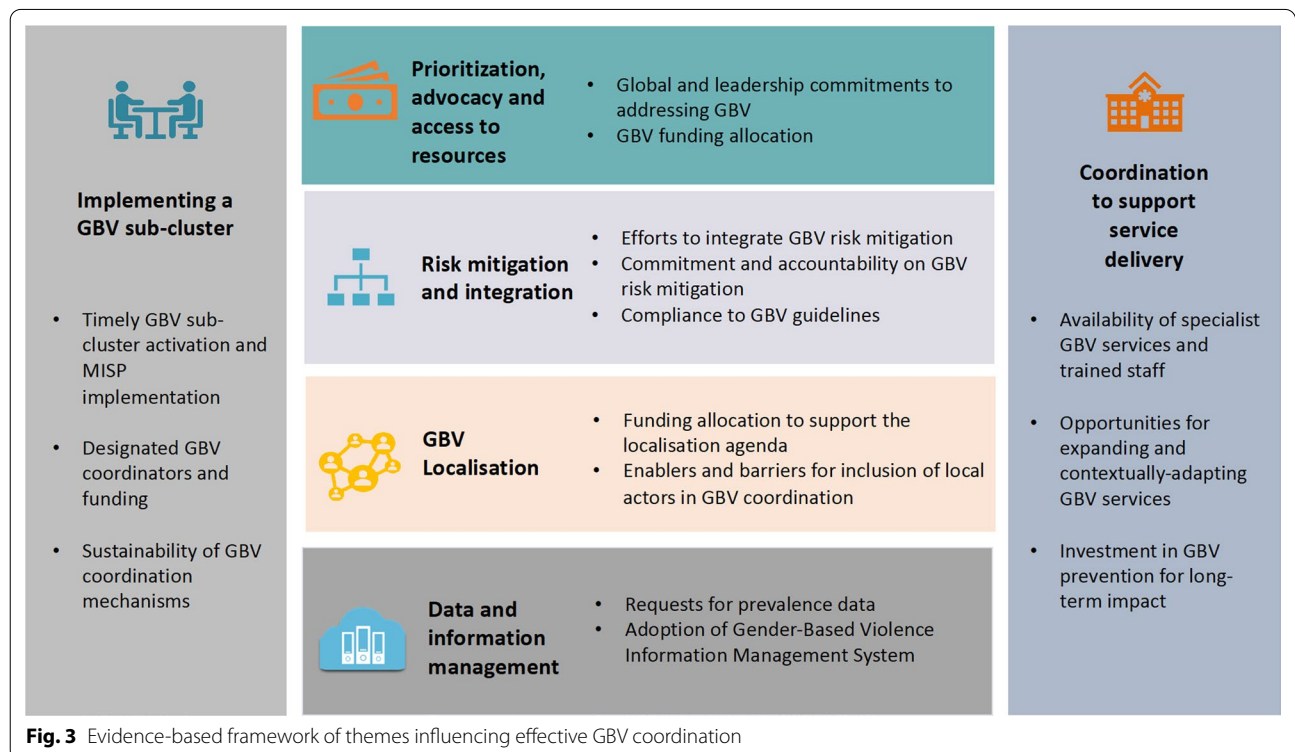 Implementing a
GBV sub-cluster
• Timely GBV sub-
cluster activation and
MISP
implementation
• Designated GBV
coordinators and
funding
• Sustainability of GBV
coordination
mechanisms
Prioritization,
advocacy and
access to
resources
• Global and leadership commitments to
addressing GBV
• GBV funding allocation
Risk mitigation
and integration
• Efforts to integrate GBV risk mitigation
• Commitment and accountability on GBV
risk mitigation
• Compliance to GBV guidelines
GBV
Localisation
• Funding allocation to support the
localisation agenda
• Enablers and barriers for inclusion of local
actors in GBV coordination
Data and
information
management
• Requests for prevalence data
• Adoption of Gender-Based Violence
Information Management System
Coordination
to support
service
delivery
• Availability of specialist
GBV services and
trained staff
• Opportunities for
expanding and
contextually-adapting
GBV services
• Investment in GBV
prevention for long-
term impact
Fig. 3 Evidence-based framework of themes influencing effective GBV coordination